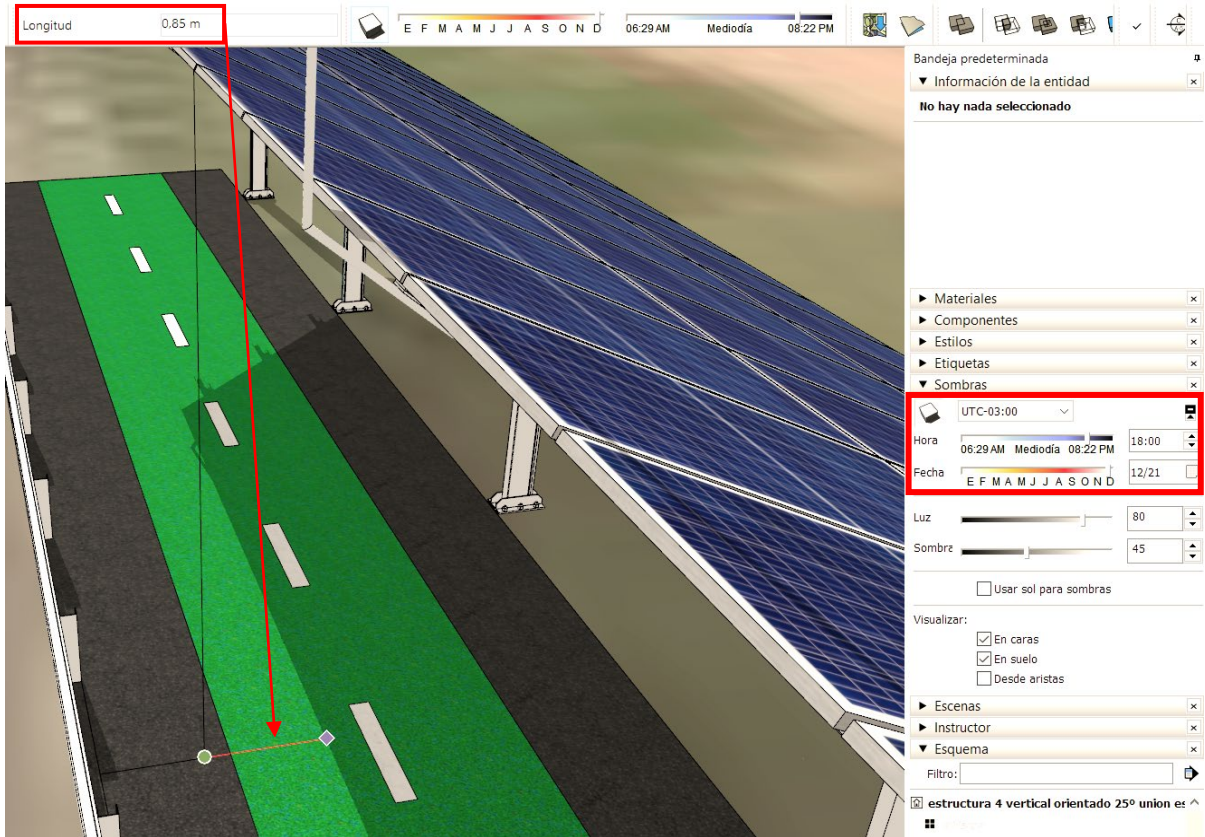 Longitud 0,85 m
E F M A M J J A S O N D
06:29 AM Mediodía 08:22 PM
Bandeja predeterminada
Información de la entidad
No hay nada seleccionado
Materiales
Componentes
Estilos
Etiquetas
Sombras
UTC-03:00
Hora 18:00
06:29 AM Mediodía 08:22 PM
Fecha 12/21
E F M A M J J A S O N D
Luz 80
Sombra 45
Usar sol para sombras
Visualizar:
En caras
En suelo
Desde aristas
Escenas
Instructor
Esquema
Filtro:
estructura 4 vertical orientado 25º union es